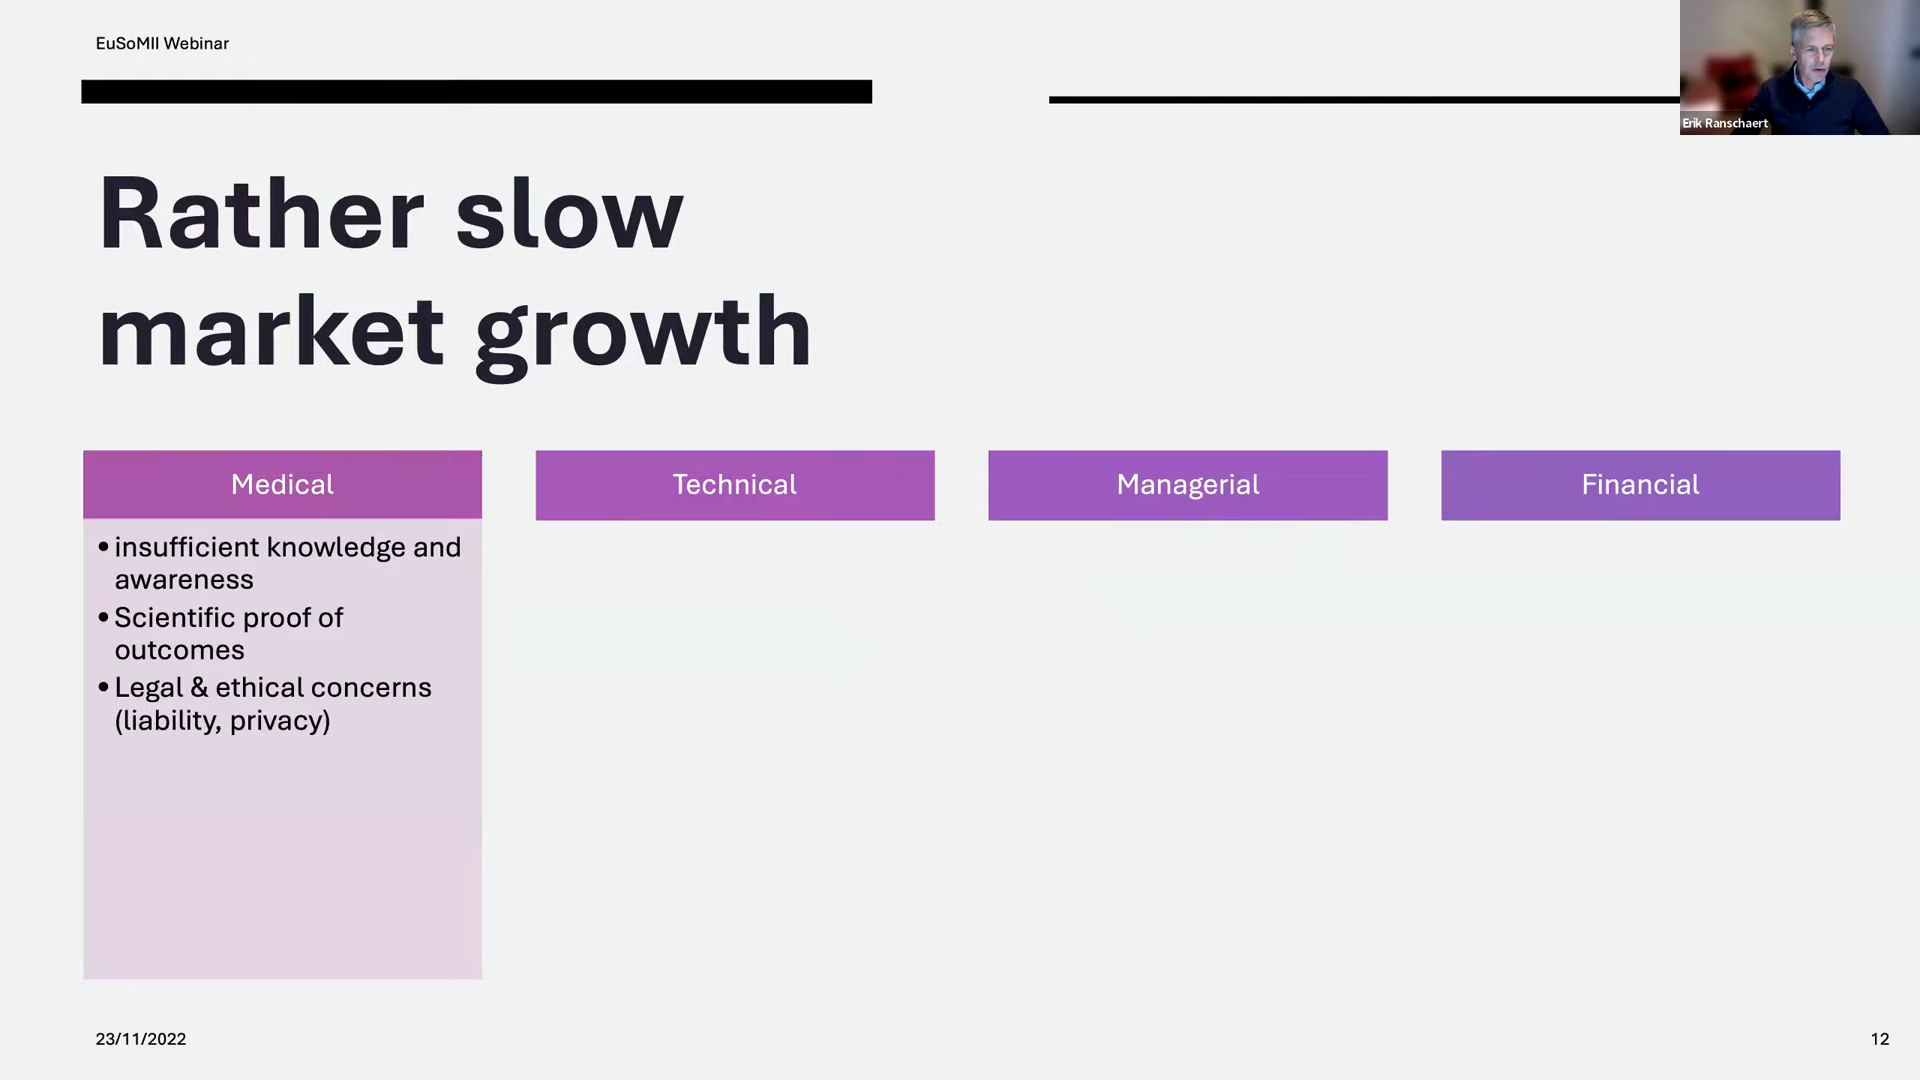 EuSoMII Webinar
Erik Ranschaert
Rather slow
market growth
Medical
Technical
Managerial
Financial
• insufficient knowledge and
awareness
• Scientific proof of
outcomes
• Legal & ethical concerns
(liability, privacy)
23/11/2022
12